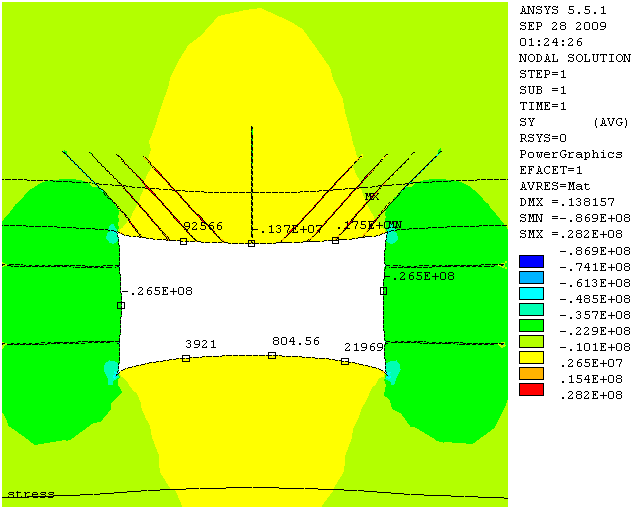 ANSYS 5.5.1
SEP 28 2009
01:24:26
NODAL SOLUTION
STEP=1
SUB =1
TIME=1
SY (AVG)
RSYS=0
PowerGraphics
EFACET=1
AVRES=Mat
DMX =.138157
SMN =-.869E+08
SMX =.282E+08
-.869E+08
-.741E+08
-.613E+08
-.485E+08
-.357E+08
-.229E+08
-.101E+08
.265E+07
.154E+08
.282E+08
MX
92566
-.137E+07
.175E+07
MN
-.265E+08
-.265E+08
3921
804.56
21969
stress